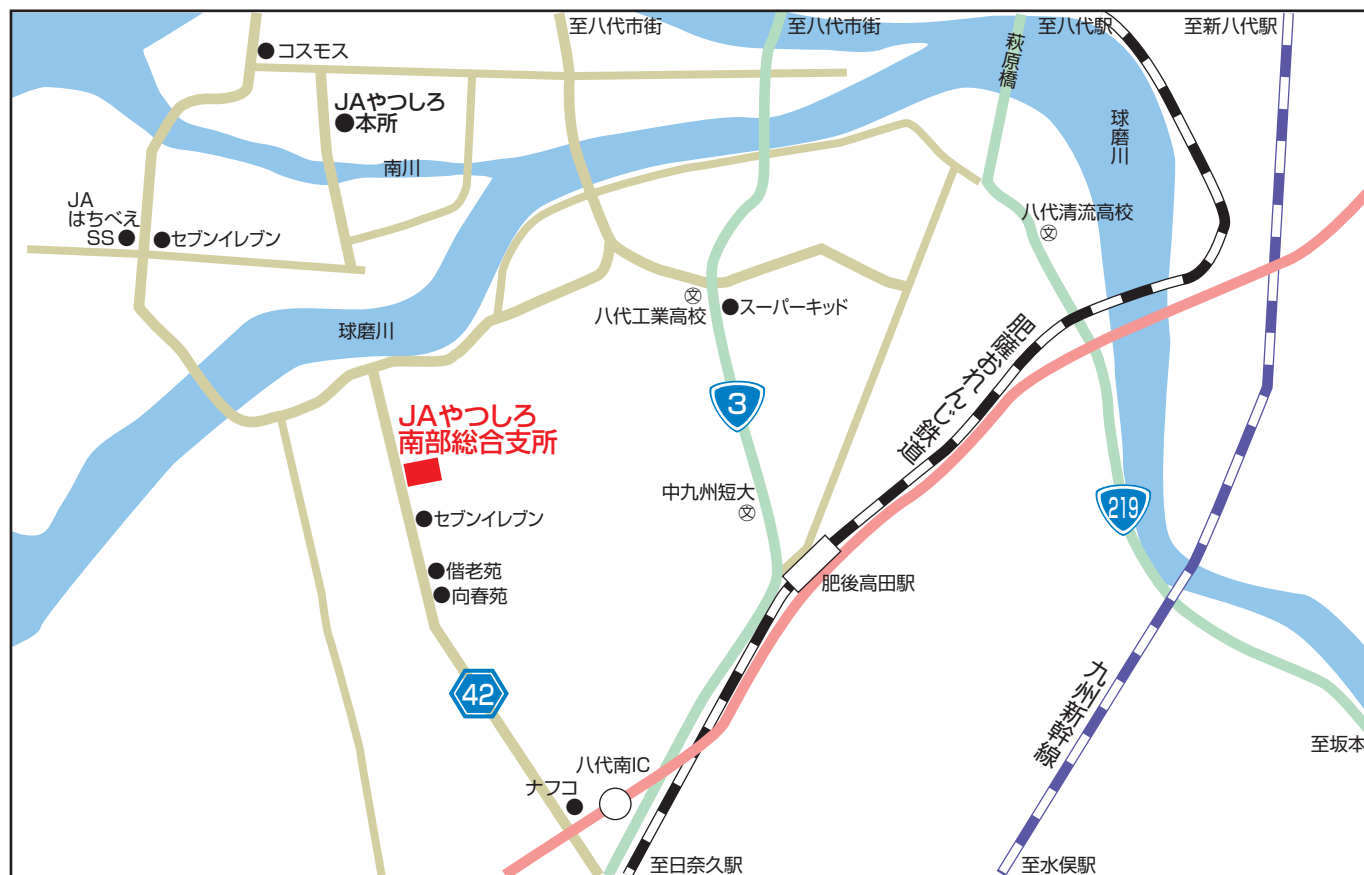 至八代市街
至八代市街
至八代駅
至新八代駅
コスモス
萩原橋
JAやつしろ
本所
球磨川
南川
JA
はちべえ
SS
セブンイレブン
八代清流高校
文
文
八代工業高校
スーパーキッド
球磨川
肥薩おれんじ鉄道
3
JAやつしろ
南部総合支所
中九州短大
文
219
セブンイレブン
偕老苑
向春苑
肥後高田駅
42
九州新幹線
至坂本
八代南IC
ナフコ
至日奈久駅
至水俣駅